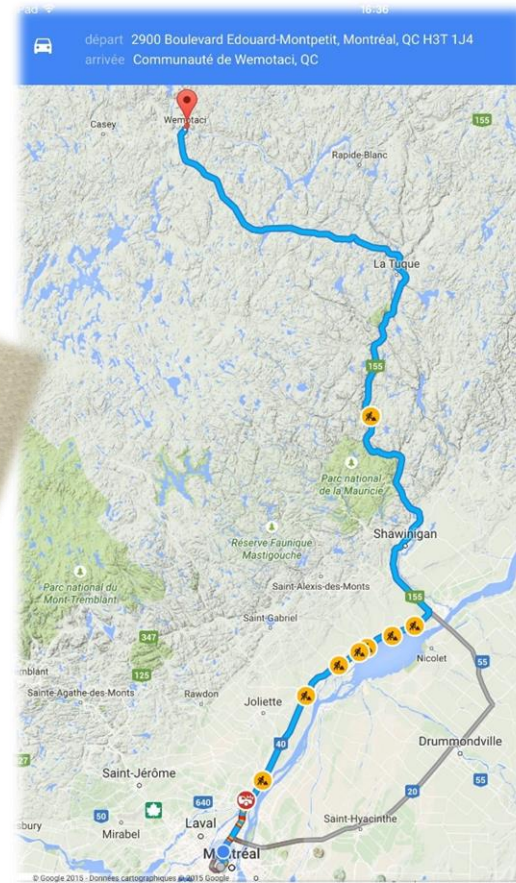 16:36
départ 2900 Boulevard Edouard-Montpetit, Montréal, QC H3T 1J4
arrivée Communauté de Wemotaci, QC
Casey
Wemotaci
155
Rapide-Blanc
La Tuque
155
Parc national
de la Mauricie
Shawinigan
Réserve Faunique
Mastigouche
Parc national du
Mont-Tremblant
Saint-Alexis-des-Monts
155
Saint-Gabriel
347
Nicolet
55
125
Sainte-Agathe-des-Monts
Rawdon
Joliette
40
Drummondville
Saint-Jérôme
20
55
640
50
Mirabel
Laval
Saint-Hyacinthe
Montréal
© Google 2015 - Données cartographiques © 2015 Google